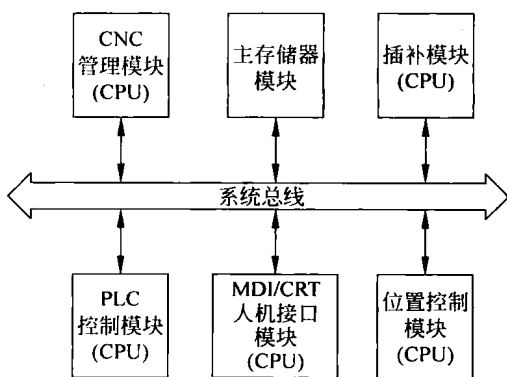 CNC
管理模块
(CPU)
主存储器
模块
插补模块
(CPU)
系统总线
PLC
控制模块
(CPU)
MDI/CRT
人机接口
模块
(CPU)
位置控制
模块
(CPU)